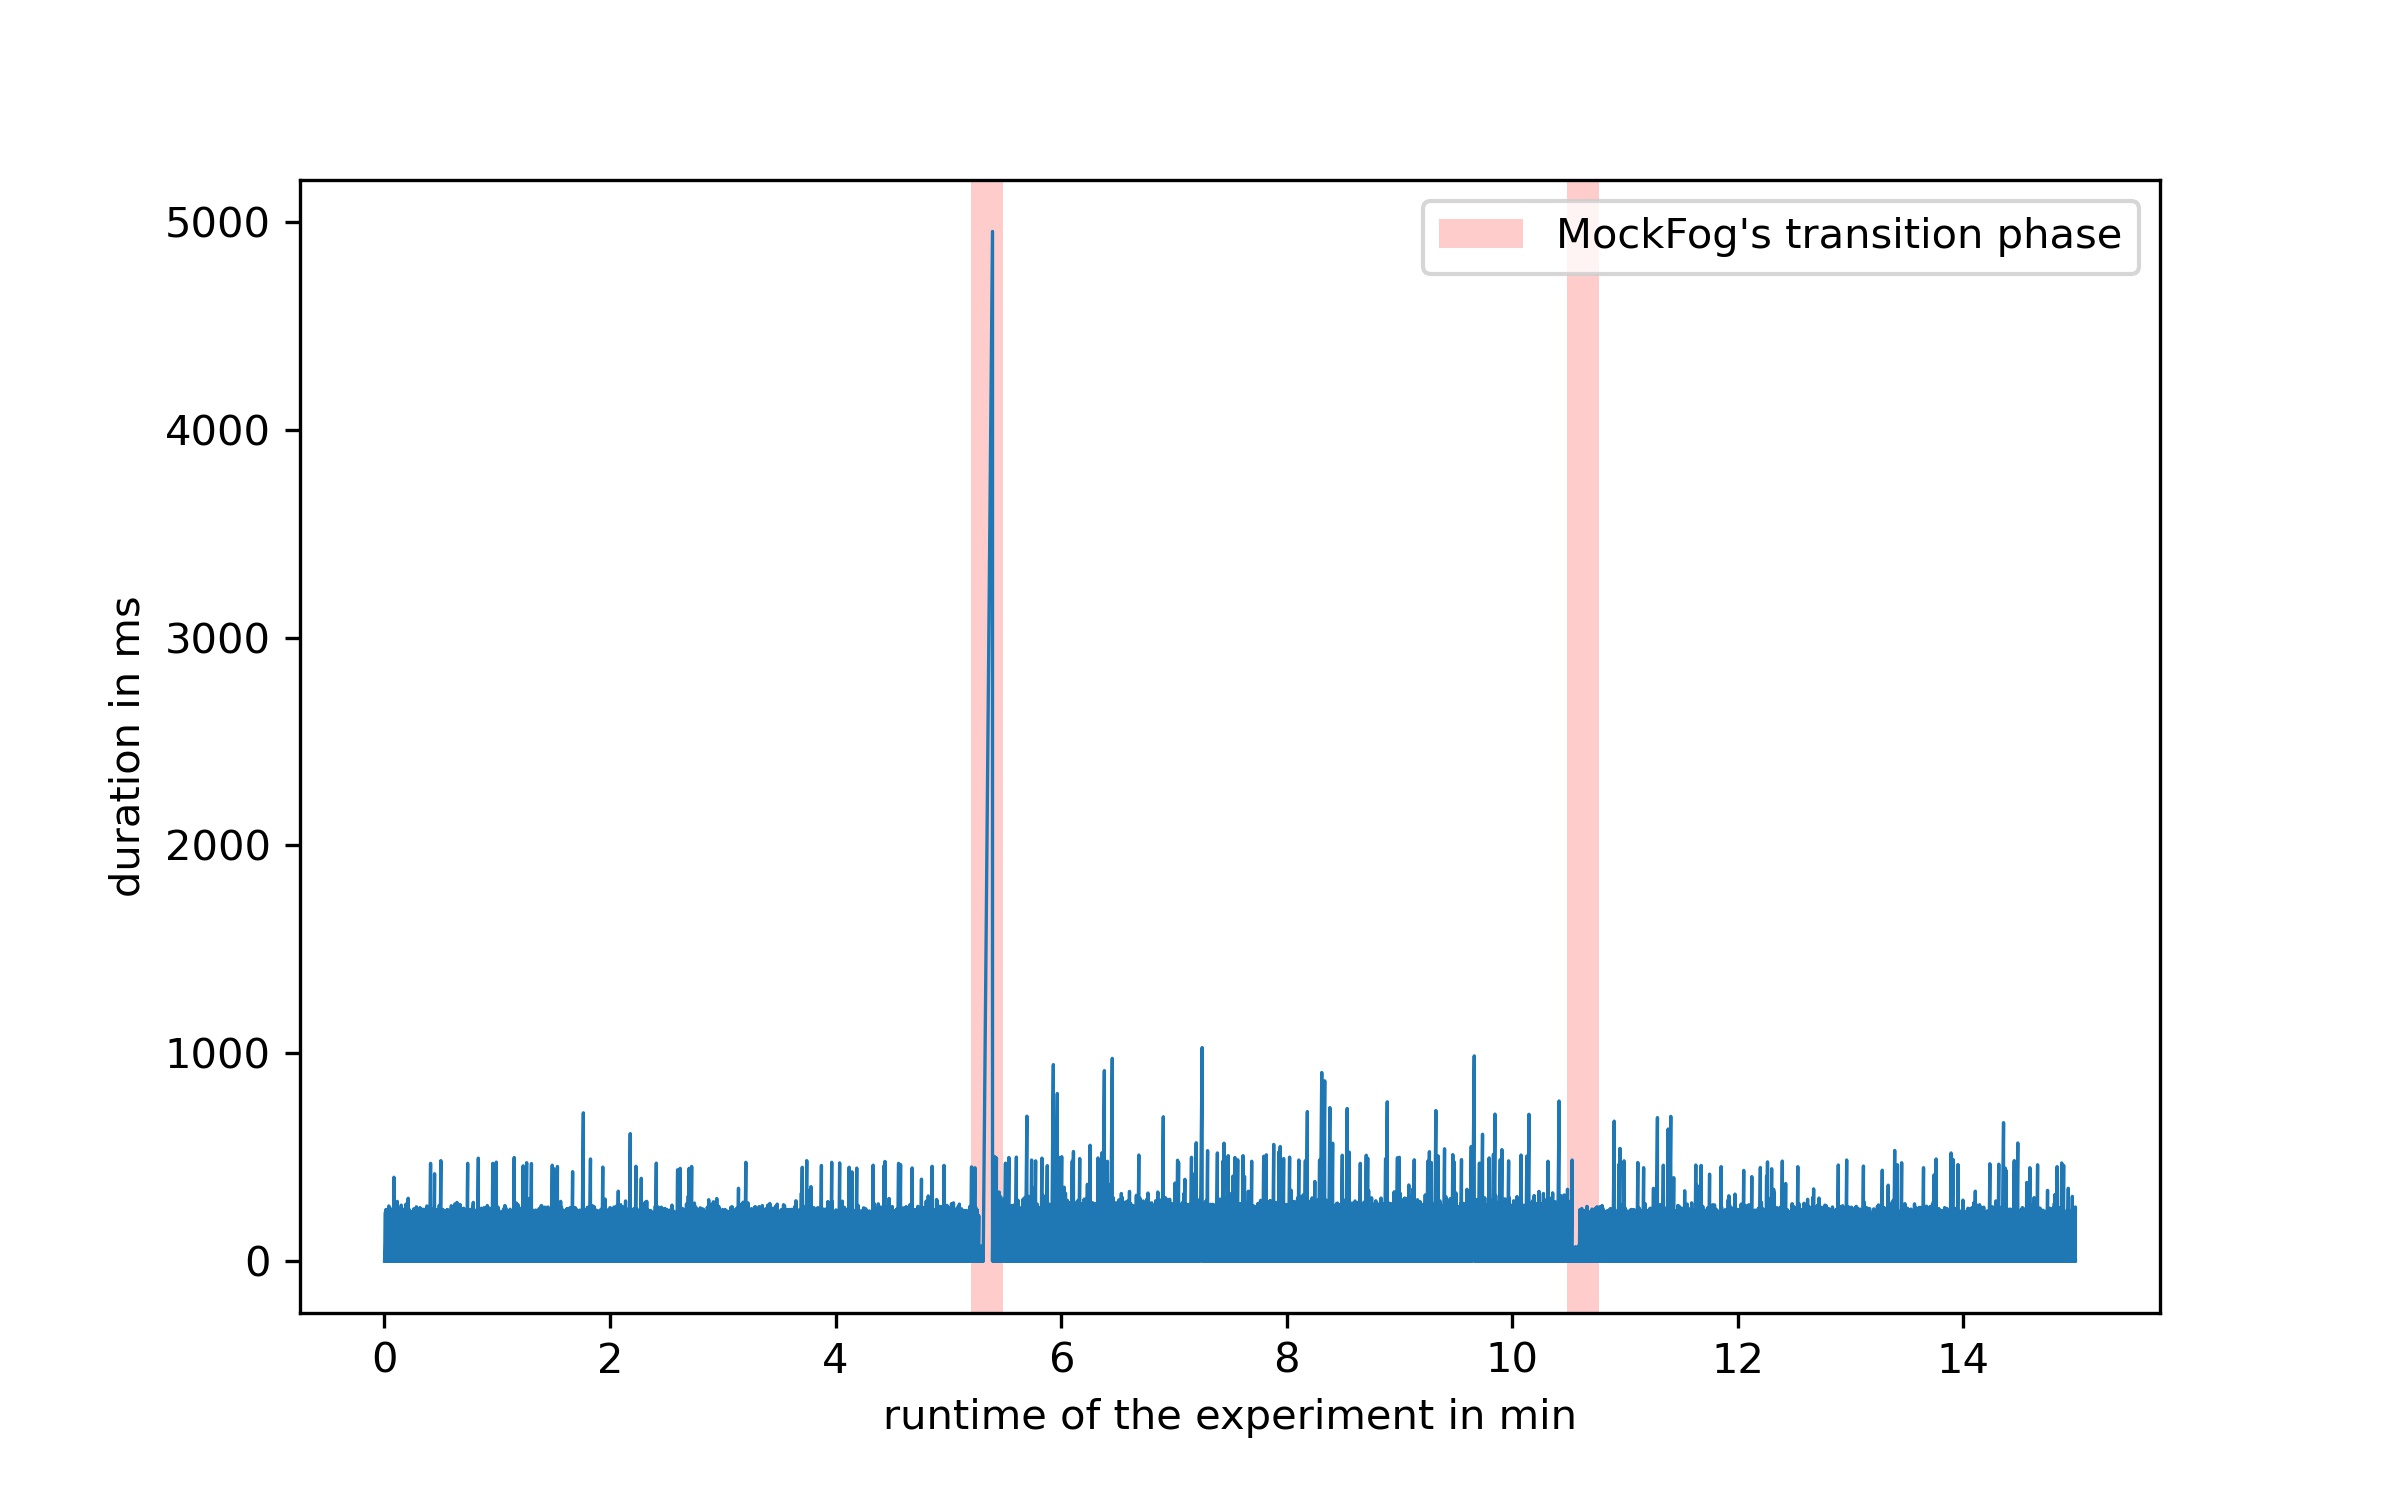 MockFog's transition phase
5000
4000
3000
2000
1000
0
duration in ms
0 2 4 6 8 10 12 14
runtime of the experiment in min